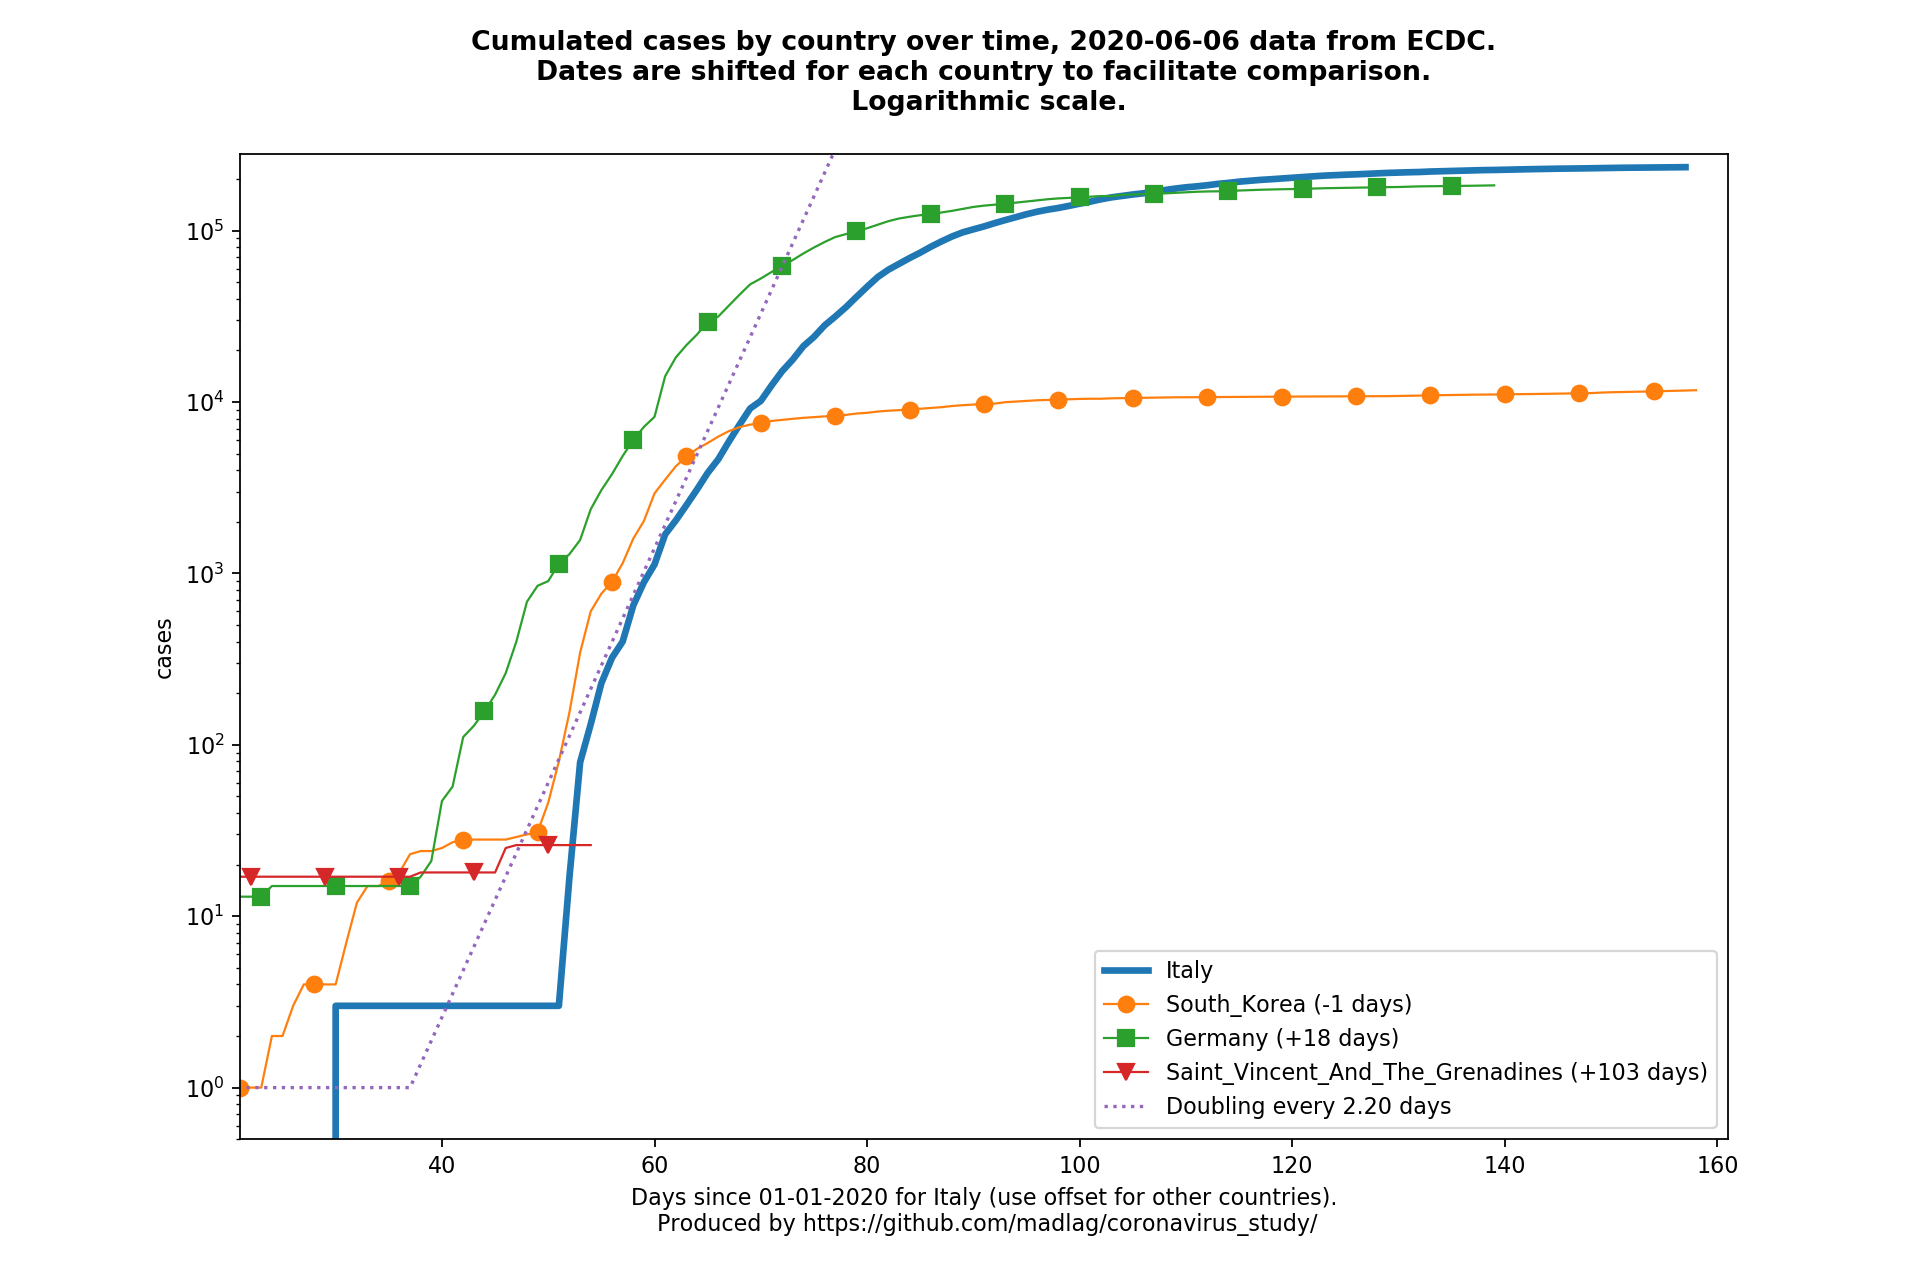 Cumulated cases by country over time, 2020-06-06 data from ECDC.
Dates are shifted for each country to facilitate comparison.
Logarithmic scale.
10^5
10^4
10^3
10^2
10^1
10^0
cases
Italy
South_Korea (-1 days)
Germany (+18 days)
Saint_Vincent_And_The_Grenadines (+103 days)
Doubling every 2.20 days
40 60 80 100 120 140 160
Days since 01-01-2020 for Italy (use offset for other countries).
Produced by https://github.com/madlag/coronavirus_study/